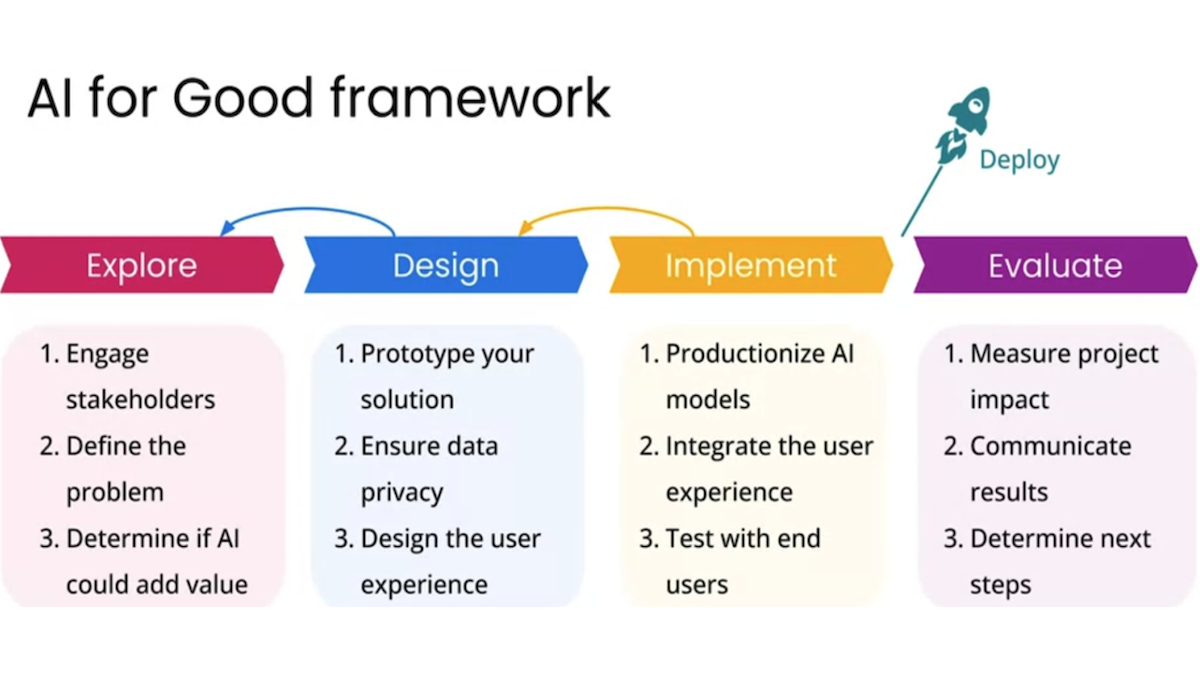 AI for Good framework
Deploy
Explore
Design
Implement
Evaluate
1. Engage
stakeholders
2. Define the
problem
3. Determine if AI
could add value
1. Prototype your
solution
2. Ensure data
privacy
3. Design the user
experience
1. Productionize AI
models
2. Integrate the user
experience
3. Test with end
users
1. Measure project
impact
2. Communicate
results
3. Determine next
steps